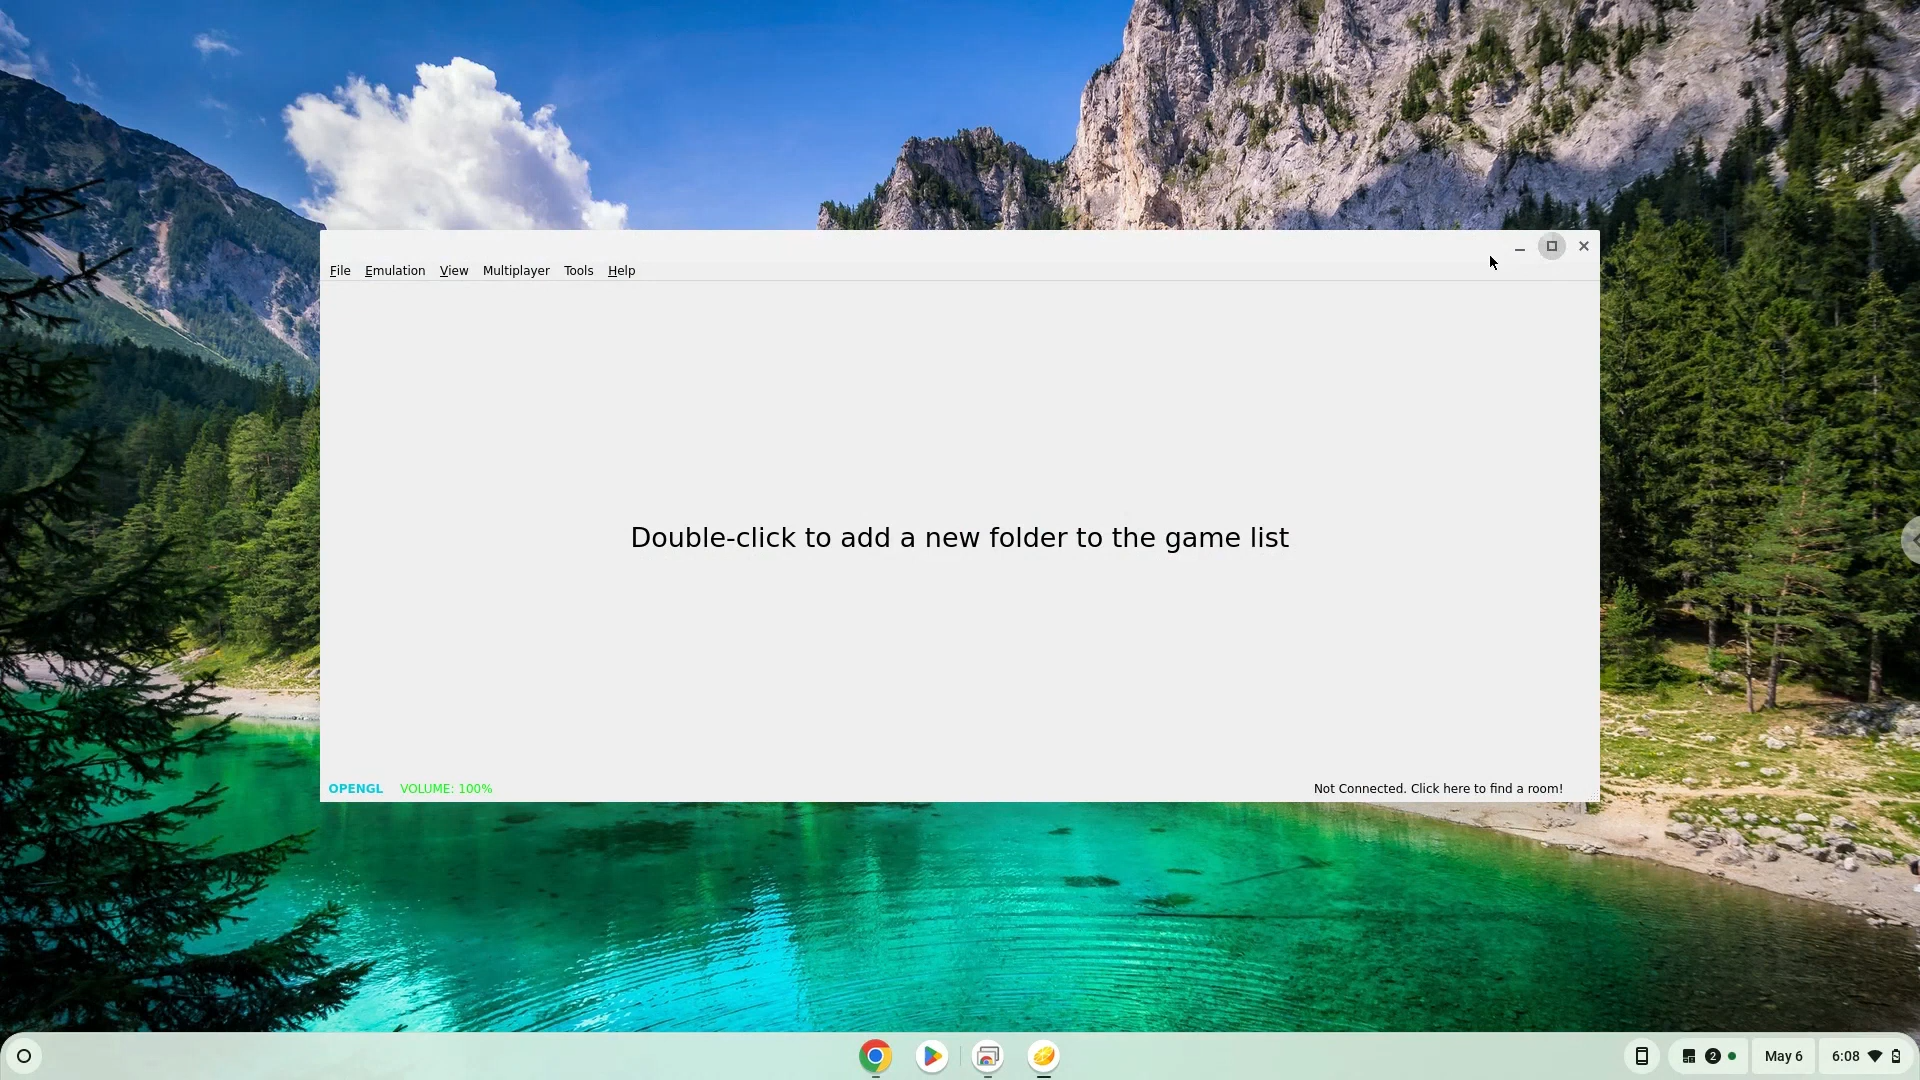 File Emulation View Multiplayer Tools Help
Double-click to add a new folder to the game list
OPENGL VOLUME: 100% Not Connected. Click here to find a room!
2 May 6 6:08